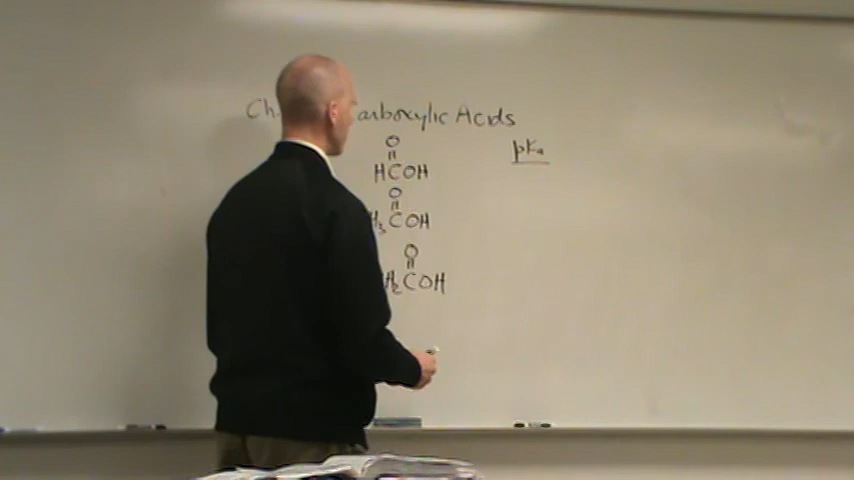 Carboxylic Acids
pKa
O
HCOH
O
H3COH
O
H2COH